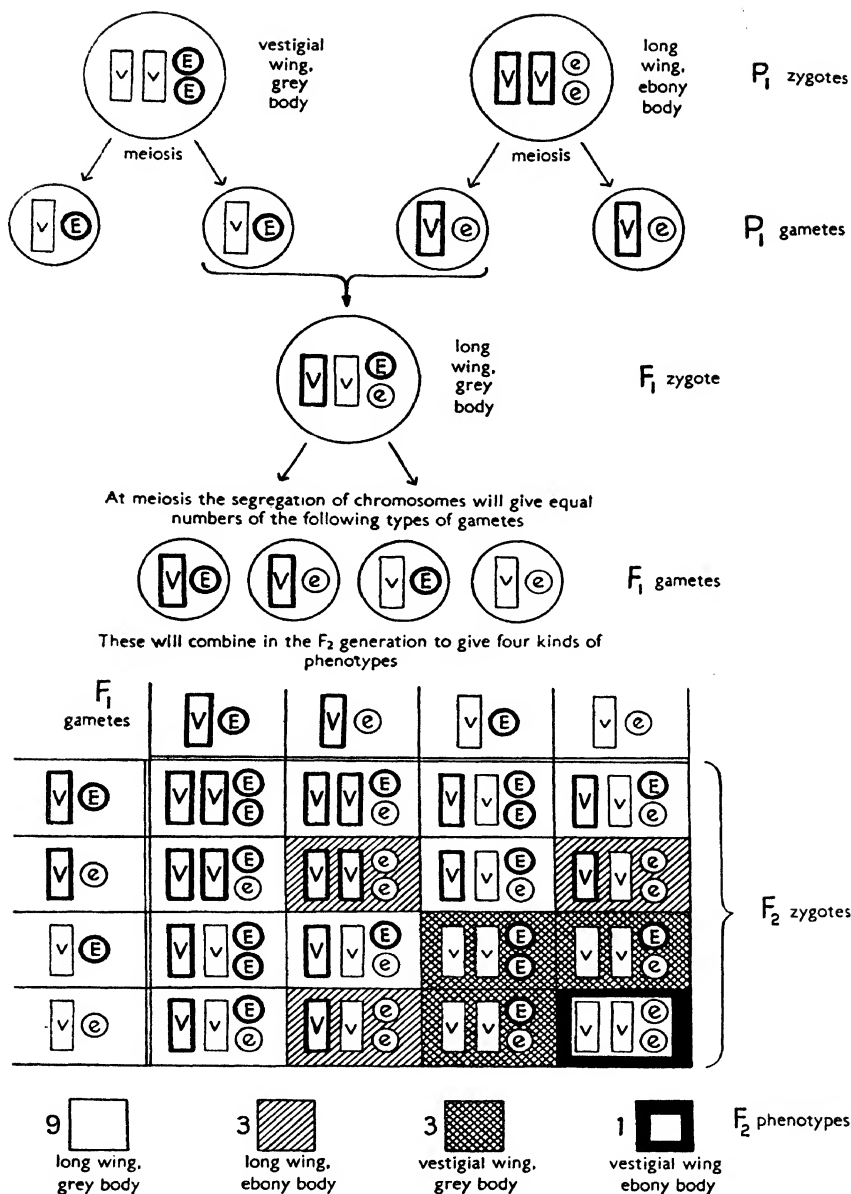 vestigial
wing,
grey
body
long
wing,
ebony
body
P₁ zygotes
v v E E
V V e e
meiosis
meiosis
v E
v E
V e
V e
P₁ gametes
V v E e
long
wing,
grey
body
F₁ zygote
At meiosis the segregation of chromosomes will give equal
numbers of the following types of gametes
V E
V e
v E
v e
F₁ gametes
These will combine in the F₂ generation to give four kinds of
phenotypes
F₁
gametes
V E
V e
v E
v e
V E
V V E E
V V E e
V v E E
V v E e
V e
V V E e
V V e e
V v E e
V v e e
v E
V v E E
V v E e
v v E E
v v E e
v e
V v E e
V v e e
v v E e
v v e e
F₂ zygotes
9
long wing,
grey body
3
long wing,
ebony body
3
vestigial wing,
grey body
1
vestigial wing
ebony body
F₂ phenotypes